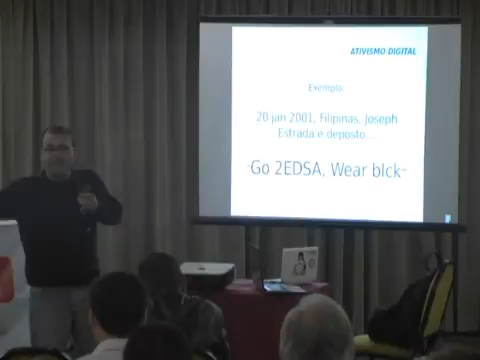 ATIVISMO DIGITAL
Exemplo:
20 jan 2001, Filipinas, Joseph
Estrada e deposto ...
"Go 2EDSA, Wear blck"